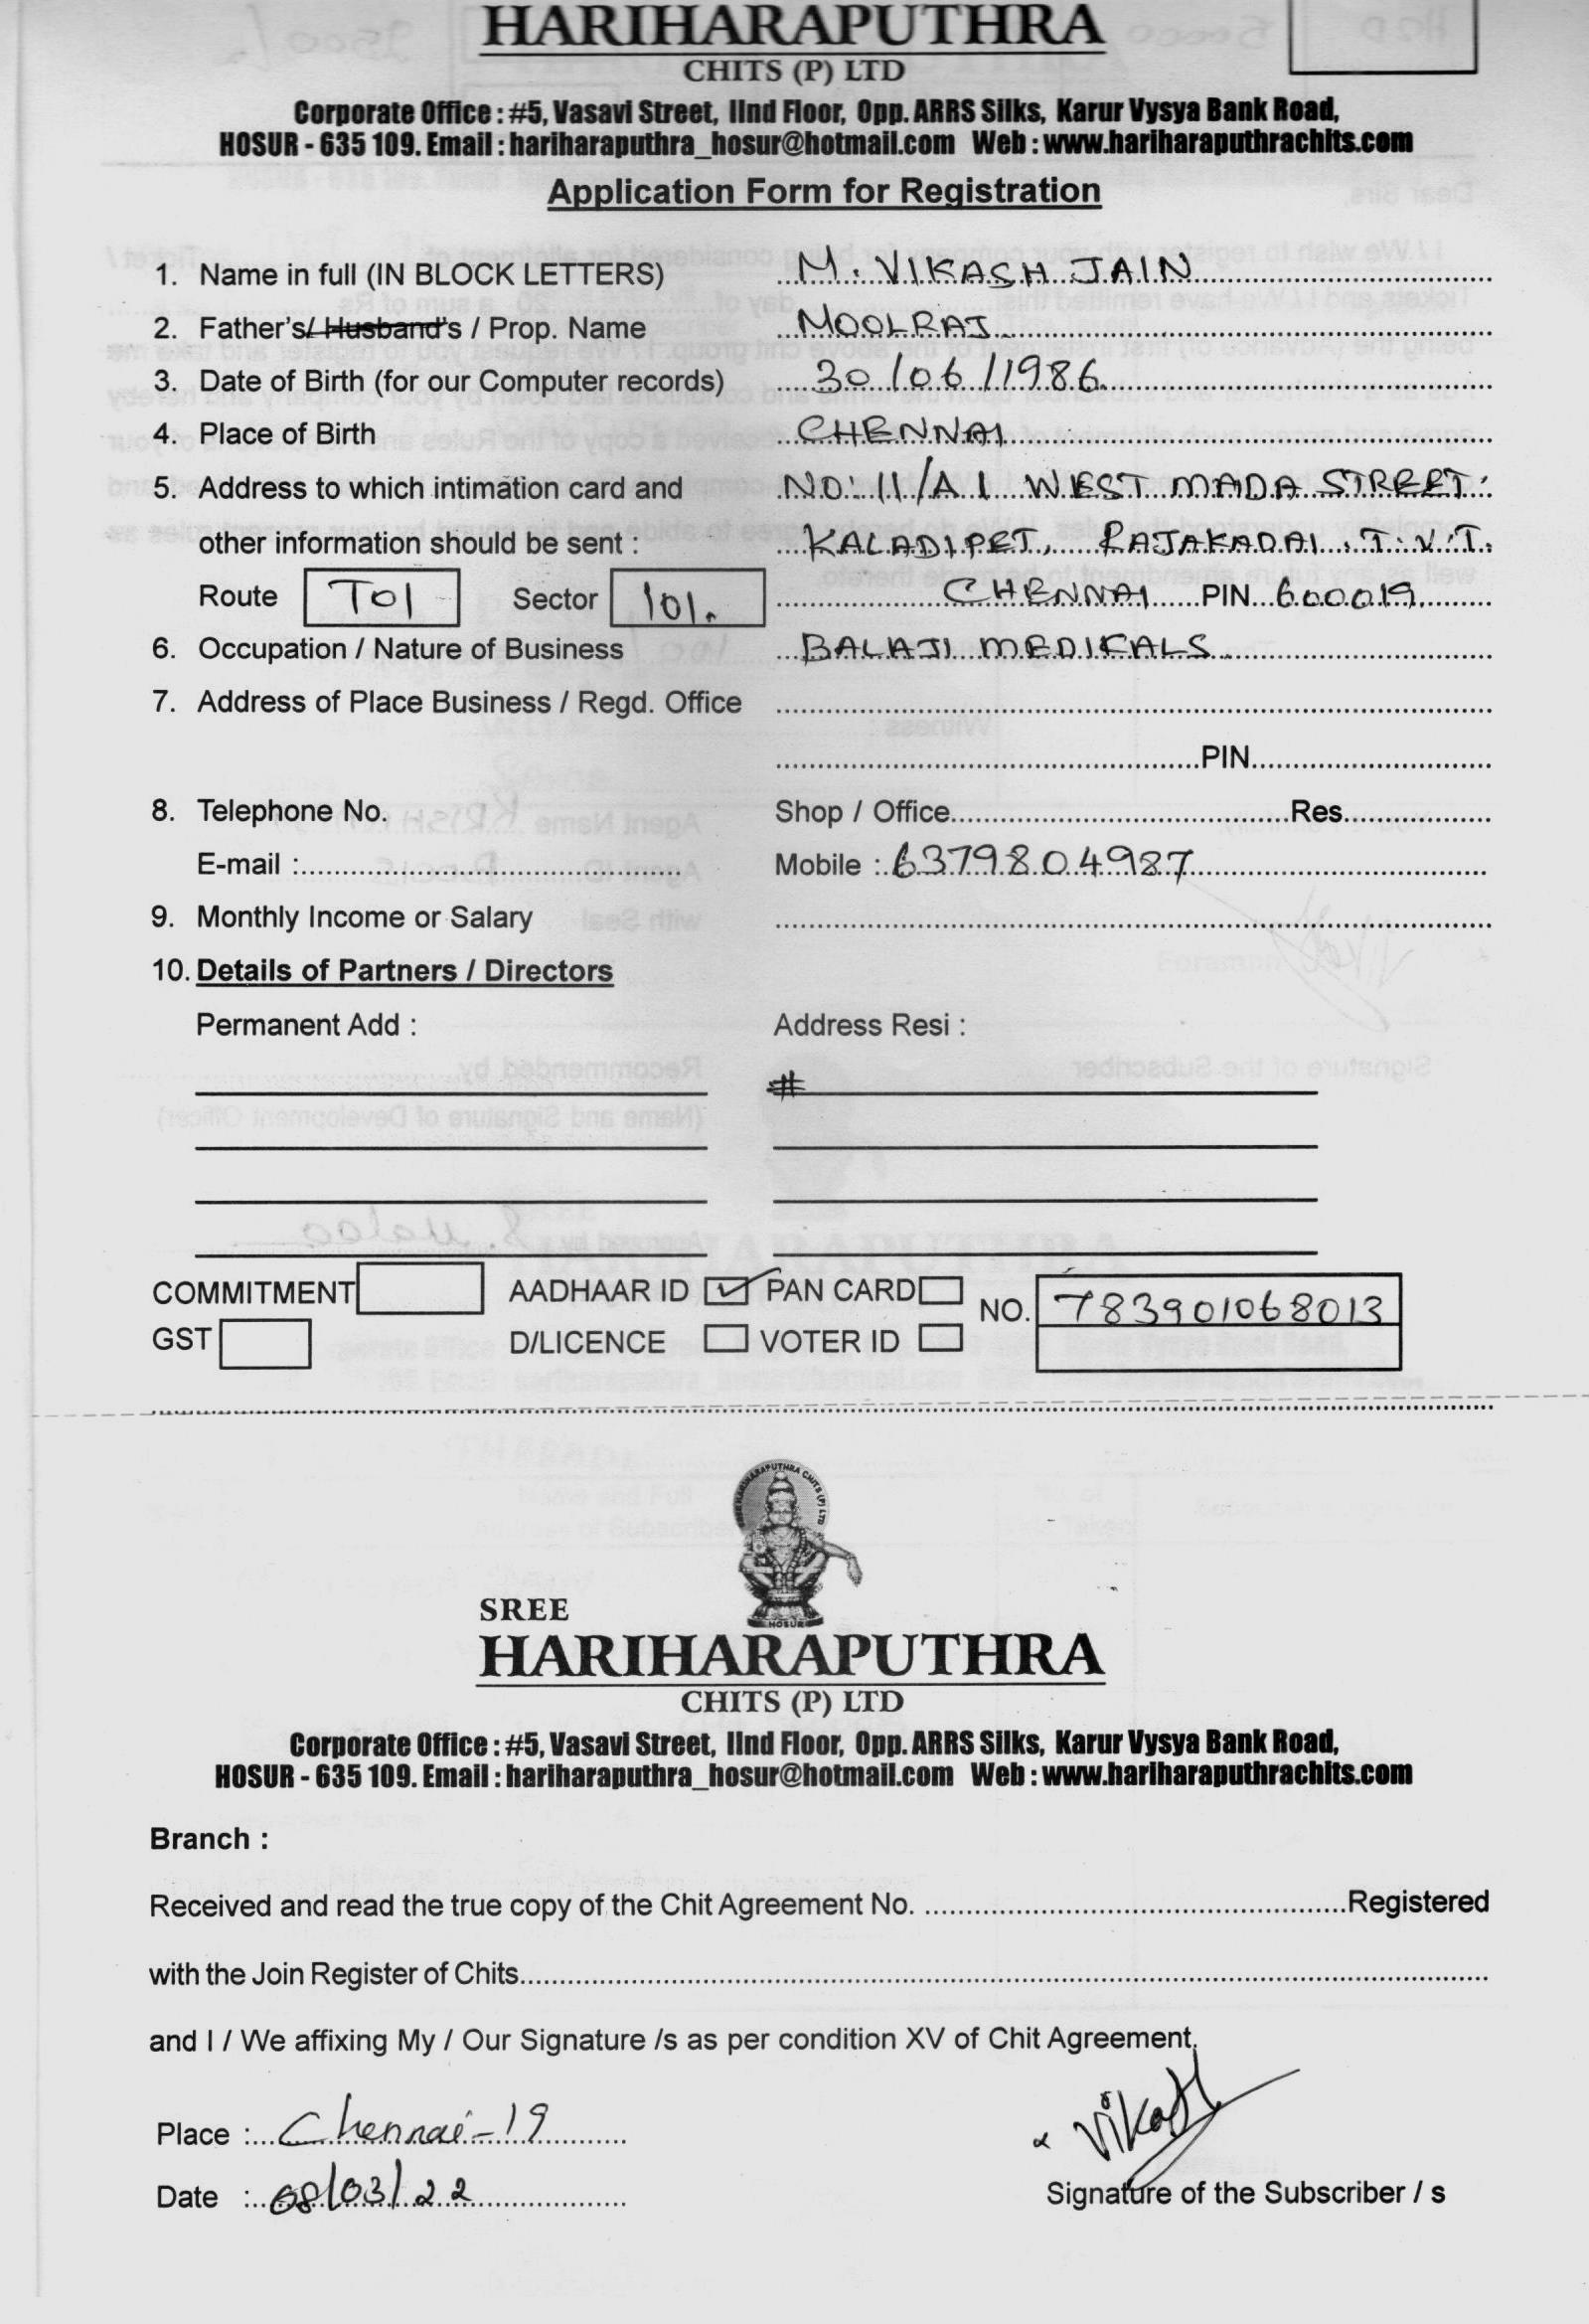 HARIHARAPUTHRA
CHITS (P) LTD
Corporate Office : #5, Vasavi Street, IInd Floor, Opp. ARRS Silks, Karur Vysya Bank Road,
HOSUR - 635 109. Email : hariharaputhra_hosur@hotmail.com Web : www.hariharaputhrachits.com
Application Form for Registration
1. Name in full (IN BLOCK LETTERS) M. VIKASH JAIN
2. Father's / Husband's / Prop. Name MOOLRAJ
3. Date of Birth (for our Computer records) 30/06/1986
4. Place of Birth CHENNAI
5. Address to which intimation card and NO: 11/A1 WEST MADA STREET.
other information should be sent : KALADIPET, RAJAKADAI, T.V.T.
Route T01 Sector 101. CHENNAI PIN 600019
6. Occupation / Nature of Business BALAJI MEDICALS
7. Address of Place Business / Regd. Office
PIN
8. Telephone No. Shop / Office Res
E-mail : Mobile : 6379804987
9. Monthly Income or Salary
10. Details of Partners / Directors
Permanent Add : Address Resi :
#
COMMITMENT AADHAAR ID ✓ PAN CARD NO. 783901068013
GST D/LICENCE VOTER ID
SREE HARIHARAPUTHRA CHITS (P) LTD
HOSUR
SREE
HARIHARAPUTHRA
CHITS (P) LTD
Corporate Office : #5, Vasavi Street, IInd Floor, Opp. ARRS Silks, Karur Vysya Bank Road,
HOSUR - 635 109. Email : hariharaputhra_hosur@hotmail.com Web : www.hariharaputhrachits.com
Branch :
Received and read the true copy of the Chit Agreement No. Registered
with the Join Register of Chits
and I / We affixing My / Our Signature /s as per condition XV of Chit Agreement.
Place : Chennai-19
Vikash
Date : 08/03/22
Signature of the Subscriber / s